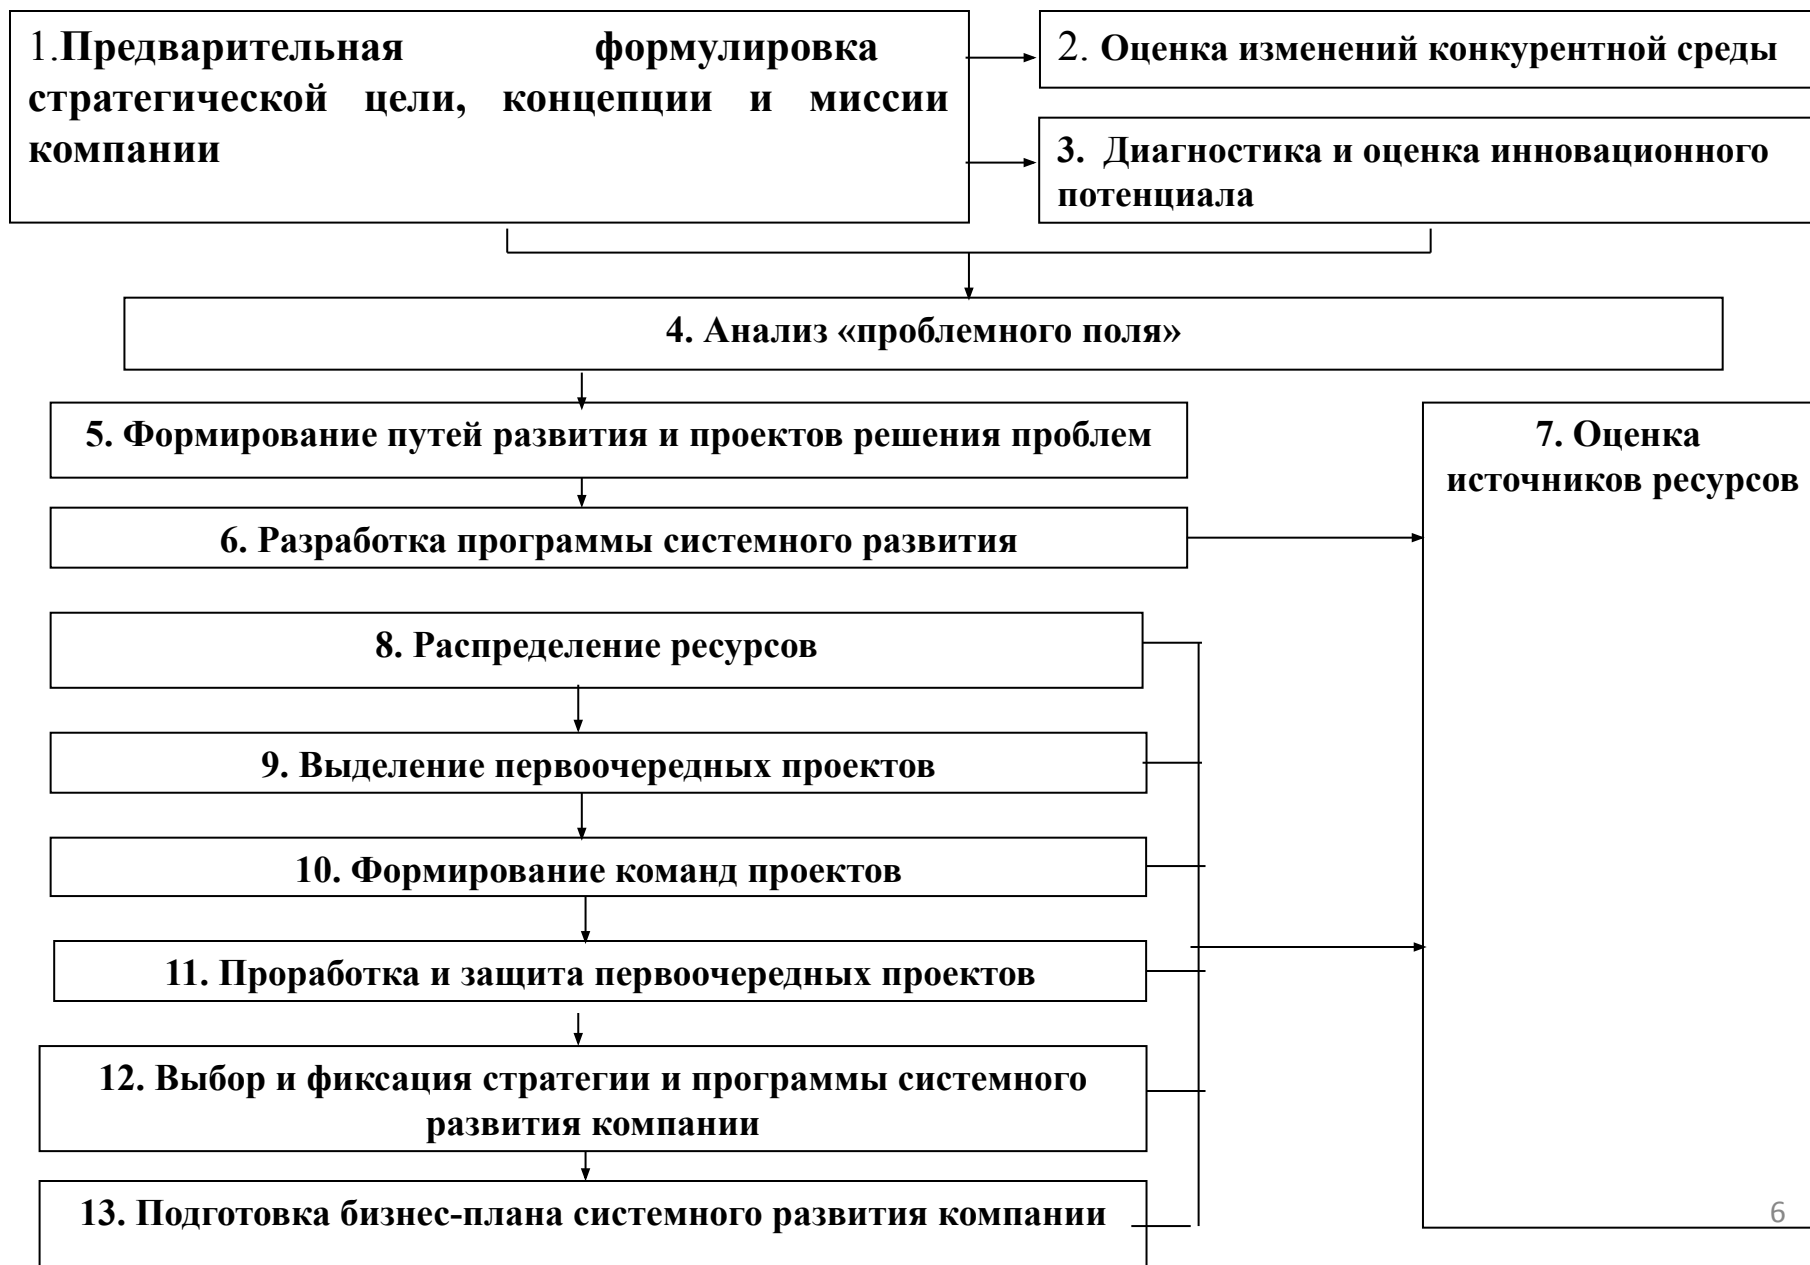 1.Предварительная формулировка
стратегической цели, концепции и миссии
компании
2. Оценка изменений конкурентной среды
3. Диагностика и оценка инновационного
потенциала
4. Анализ «проблемного поля»
5. Формирование путей развития и проектов решения проблем
6. Разработка программы системного развития
7. Оценка
источников ресурсов
8. Распределение ресурсов
9. Выделение первоочередных проектов
10. Формирование команд проектов
11. Проработка и защита первоочередных проектов
12. Выбор и фиксация стратегии и программы системного
развития компании
13. Подготовка бизнес-плана системного развития компании
6